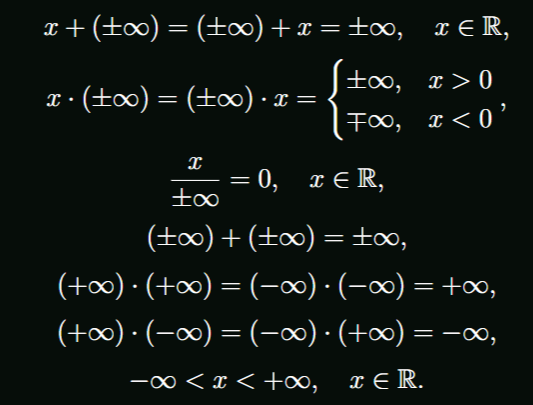 x + (±∞) = (±∞) + x = ±∞, x ∈ ℝ,
x · (±∞) = (±∞) · x = { ±∞, x > 0
∓∞, x < 0 ,
x / ±∞ = 0, x ∈ ℝ,
(±∞) + (±∞) = ±∞,
(+∞) · (+∞) = (−∞) · (−∞) = +∞,
(+∞) · (−∞) = (−∞) · (+∞) = −∞,
−∞ < x < +∞, x ∈ ℝ.